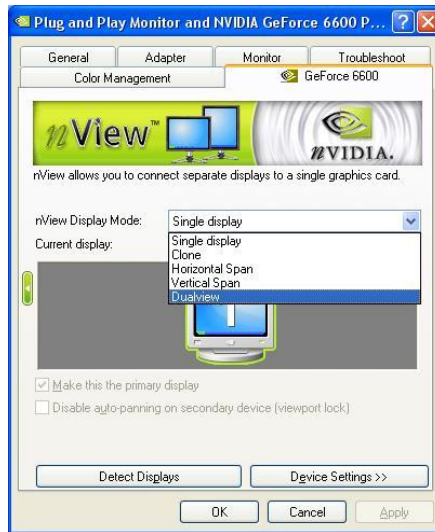 Plug and Play Monitor and NVIDIA GeForce 6600 P...
General Adapter Monitor Troubleshoot
Color Management GeForce 6600
nView™
NVIDIA.
nView allows you to connect separate displays to a single graphics card.
nView Display Mode: Single display
Current display:
Single display
Clone
Horizontal Span
Vertical Span
Dualview
1
Make this the primary display
Disable auto-panning on secondary device (viewport lock)
Detect Displays Device Settings >>
OK Cancel Apply